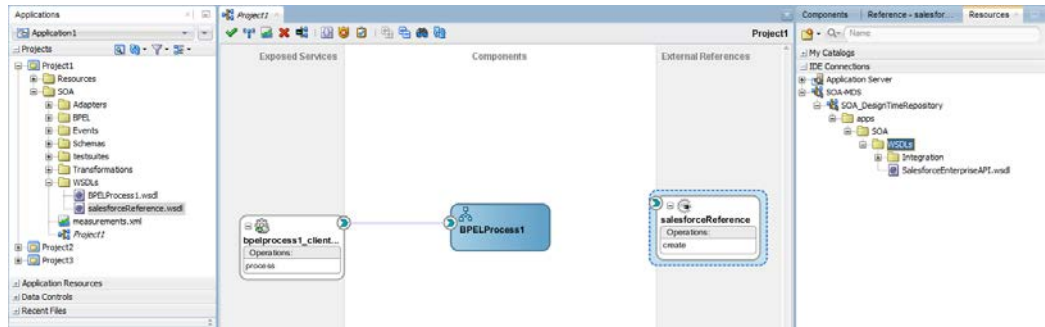 Applications
Application1
Projects
Project1
Resources
SOA
Adapters
BPEL
Events
Schemas
testsuites
Transformations
WSDLs
BPELProcess1.wsdl
salesforceReference.wsdl
measurements.xml
Project1
Project2
Project3
Application Resources
Data Controls
Recent Files
Project1
Project1
Exposed Services
Components
External References
bpelprocess1_client...
Operations:
process
BPELProcess1
salesforceReference
Operations:
create
Components
Reference - salesfor...
Resources
Name
My Catalogs
IDE Connections
Application Server
SOA-MDS
SOA_DesignTimeRepository
apps
SOA
WSDLs
Integration
SalesforceEnterpriseAPI.wsdl